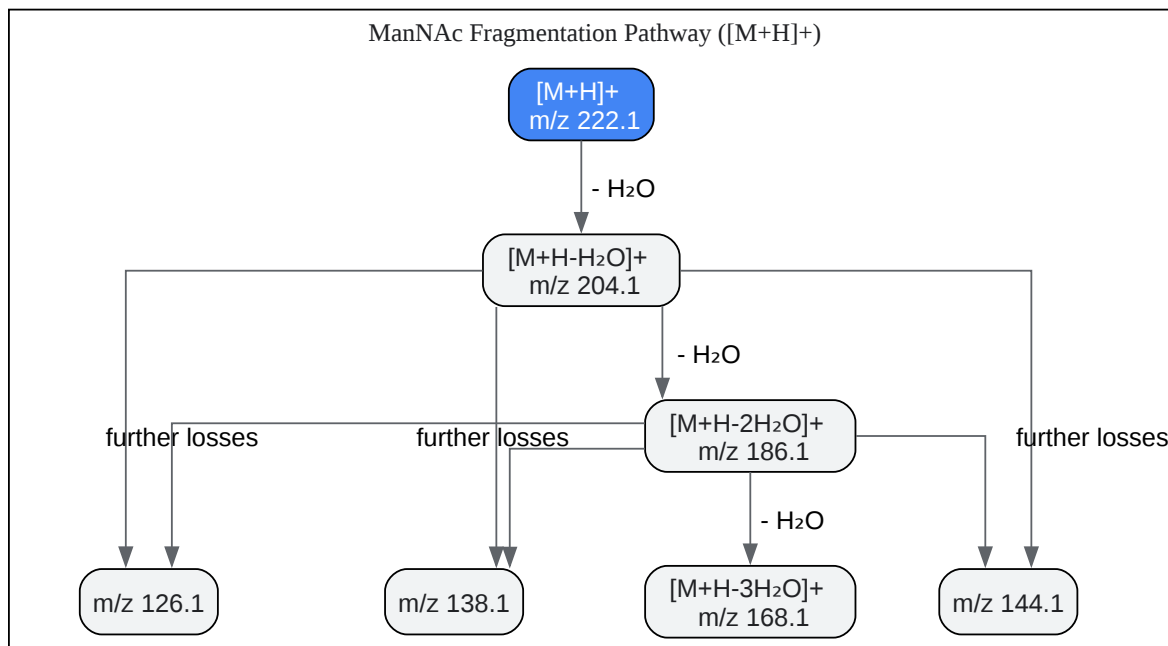 ManNAc Fragmentation Pathway ([M+H]+)
[M+H]+
m/z 222.1
- H₂O
[M+H-H₂O]+
m/z 204.1
- H₂O
[M+H-2H₂O]+
m/z 186.1
further losses
further losses
further losses
- H₂O
m/z 126.1
m/z 138.1
[M+H-3H₂O]+
m/z 168.1
m/z 144.1